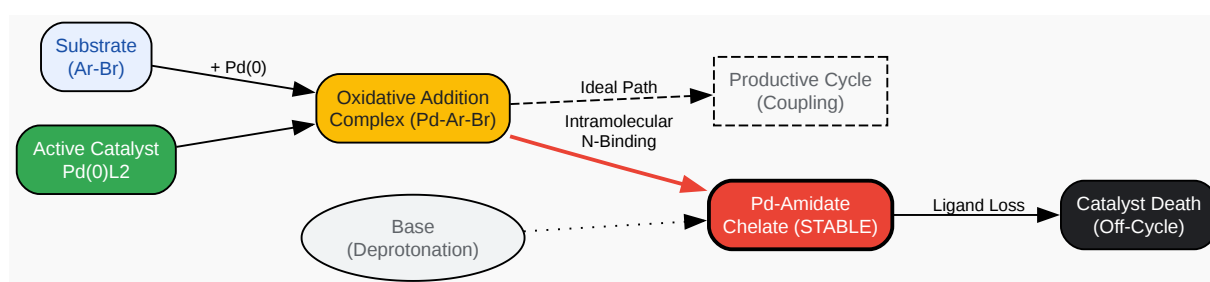 Substrate
(Ar-Br)
+ Pd(0)
Active Catalyst
Pd(0)L2
Oxidative Addition
Complex (Pd-Ar-Br)
Ideal Path
Productive Cycle
(Coupling)
Intramolecular
N-Binding
Base
(Deprotonation)
Pd-Amidate
Chelate (STABLE)
Ligand Loss
Catalyst Death
(Off-Cycle)